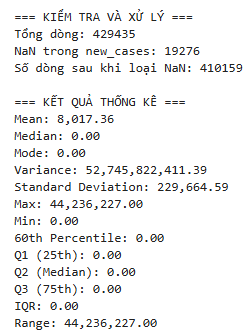 === KIỂM TRA VÀ XỬ LÝ ===
Tổng dòng: 429435
NaN trong new_cases: 19276
Số dòng sau khi loại NaN: 410159
=== KẾT QUẢ THỐNG KÊ ===
Mean: 8,017.36
Median: 0.00
Mode: 0.00
Variance: 52,745,822,411.39
Standard Deviation: 229,664.59
Max: 44,236,227.00
Min: 0.00
60th Percentile: 0.00
Q1 (25th): 0.00
Q2 (Median): 0.00
Q3 (75th): 0.00
IQR: 0.00
Range: 44,236,227.00